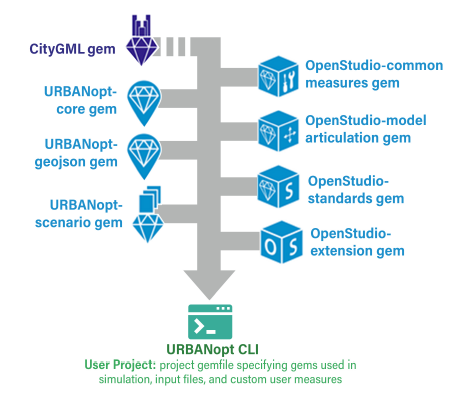 CityGML gem
OpenStudio-common
measures gem
URBANopt-
core gem
OpenStudio-model
articulation gem
URBANopt-
geojson gem
OpenStudio-
standards gem
S
URBANopt-
scenario gem
OpenStudio-
extension gem
O S
>_
URBANopt CLI
User Project: project gemfile specifying gems used in
simulation, input files, and custom user measures